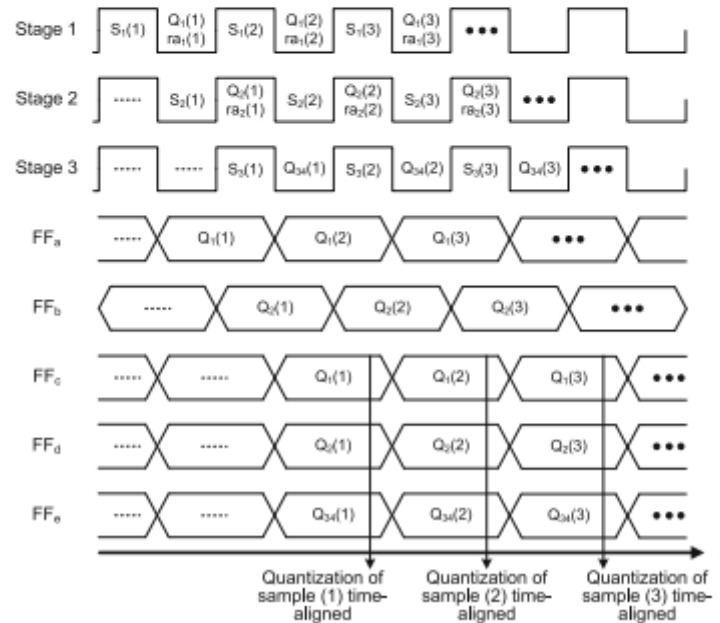 Stage 1 S₁(1) Q₁(1) ra₁(1) S₁(2) Q₁(2) ra₁(2) S₁(3) Q₁(3) ra₁(3) •••
Stage 2 ----- S₂(1) Q₂(1) ra₂(1) S₂(2) Q₂(2) ra₂(2) S₂(3) Q₂(3) ra₂(3) •••
Stage 3 ----- ----- S₃(1) Q₃₄(1) S₃(2) Q₃₄(2) S₃(3) Q₃₄(3) •••
FFₐ ----- Q₁(1) Q₁(2) Q₁(3) •••
FF_b ----- Q₂(1) Q₂(2) Q₂(3) •••
FF_c ----- ----- Q₁(1) Q₁(2) Q₁(3) •••
FF_d ----- ----- Q₂(1) Q₂(2) Q₂(3) •••
FFₑ ----- ----- Q₃₄(1) Q₃₄(2) Q₃₄(3) •••
Quantization of sample (1) time-aligned
Quantization of sample (2) time-aligned
Quantization of sample (3) time-aligned